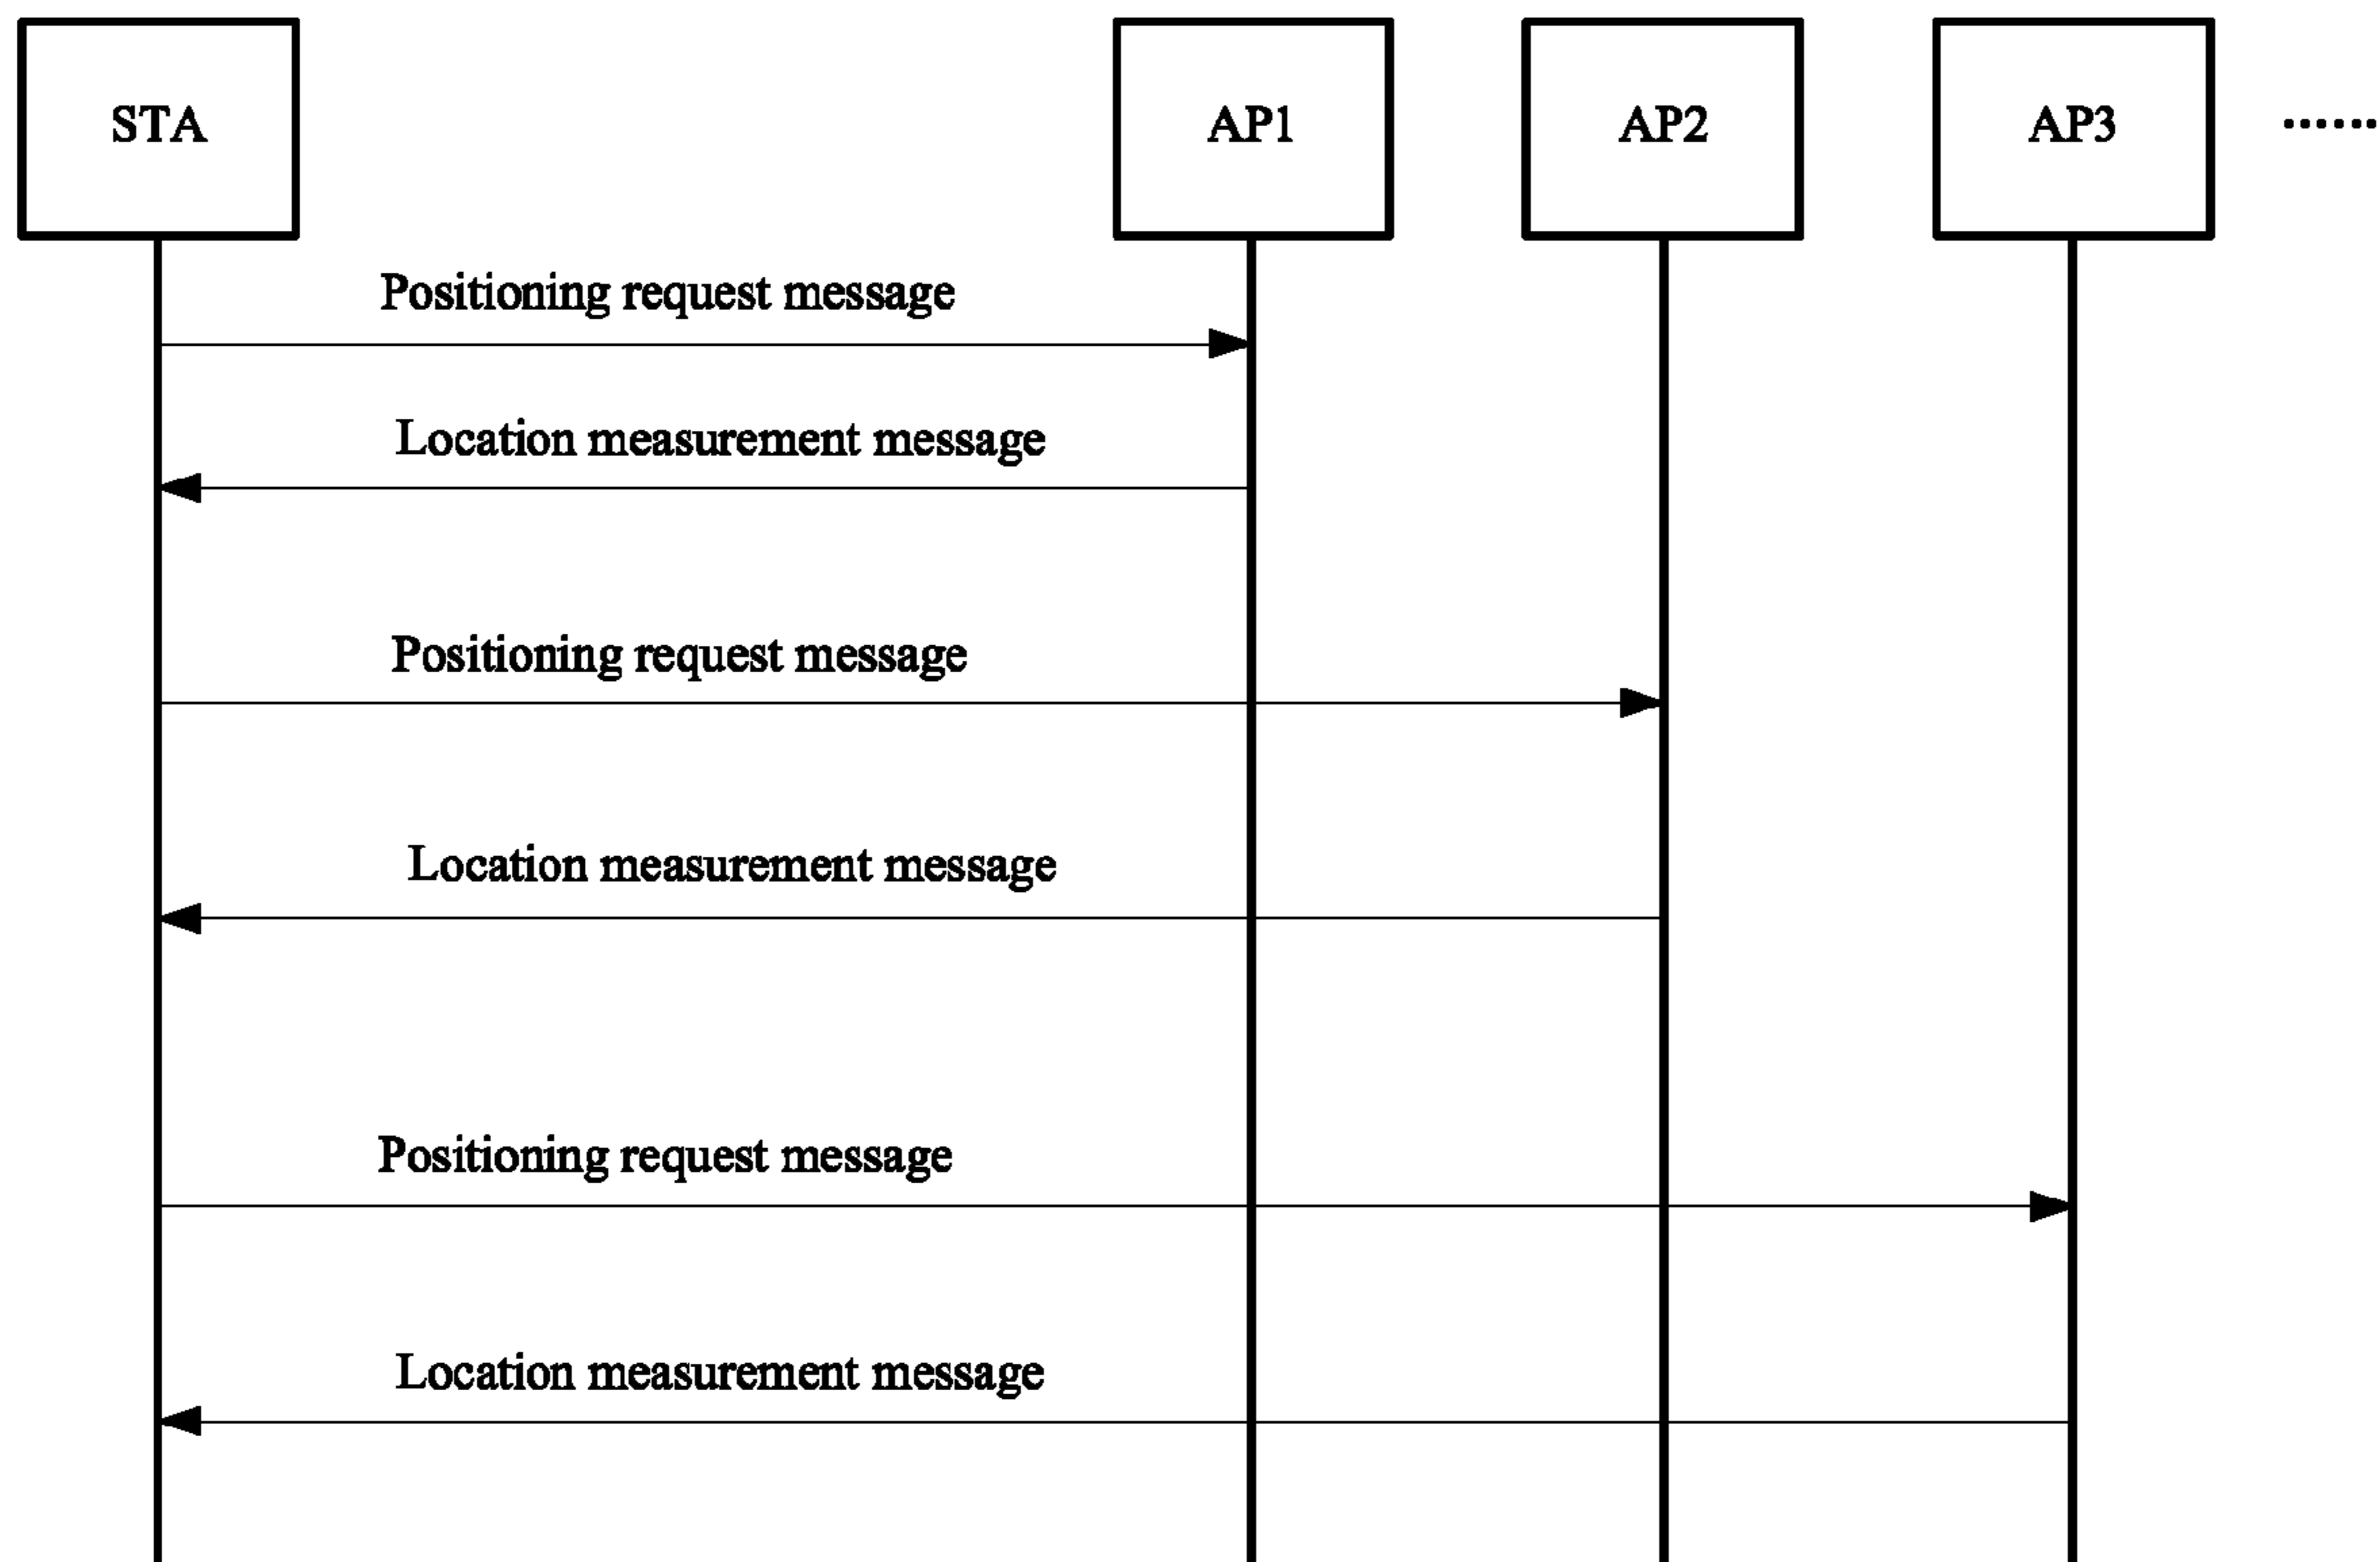 STA
AP1
AP2
AP3
······
Positioning request message
Location measurement message
Positioning request message
Location measurement message
Positioning request message
Location measurement message